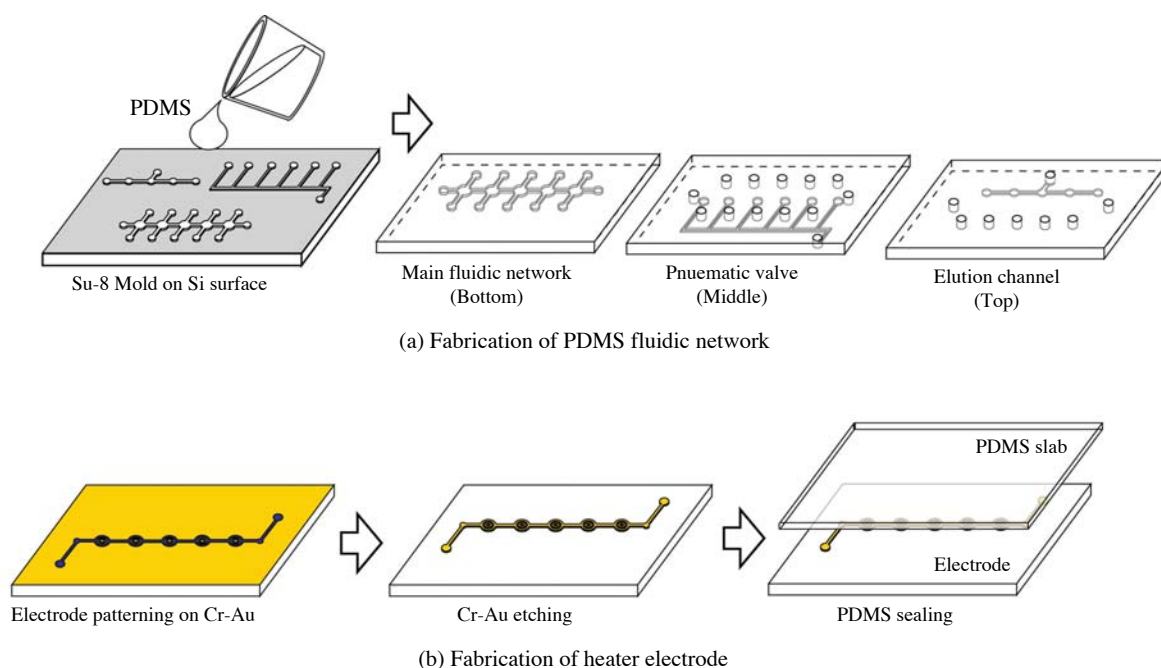 PDMS
Su-8 Mold on Si surface
Main fluidic network
(Bottom)
Pnuematic valve
(Middle)
Elution channel
(Top)
(a) Fabrication of PDMS fluidic network
PDMS slab
Electrode
Electrode patterning on Cr-Au
Cr-Au etching
PDMS sealing
(b) Fabrication of heater electrode